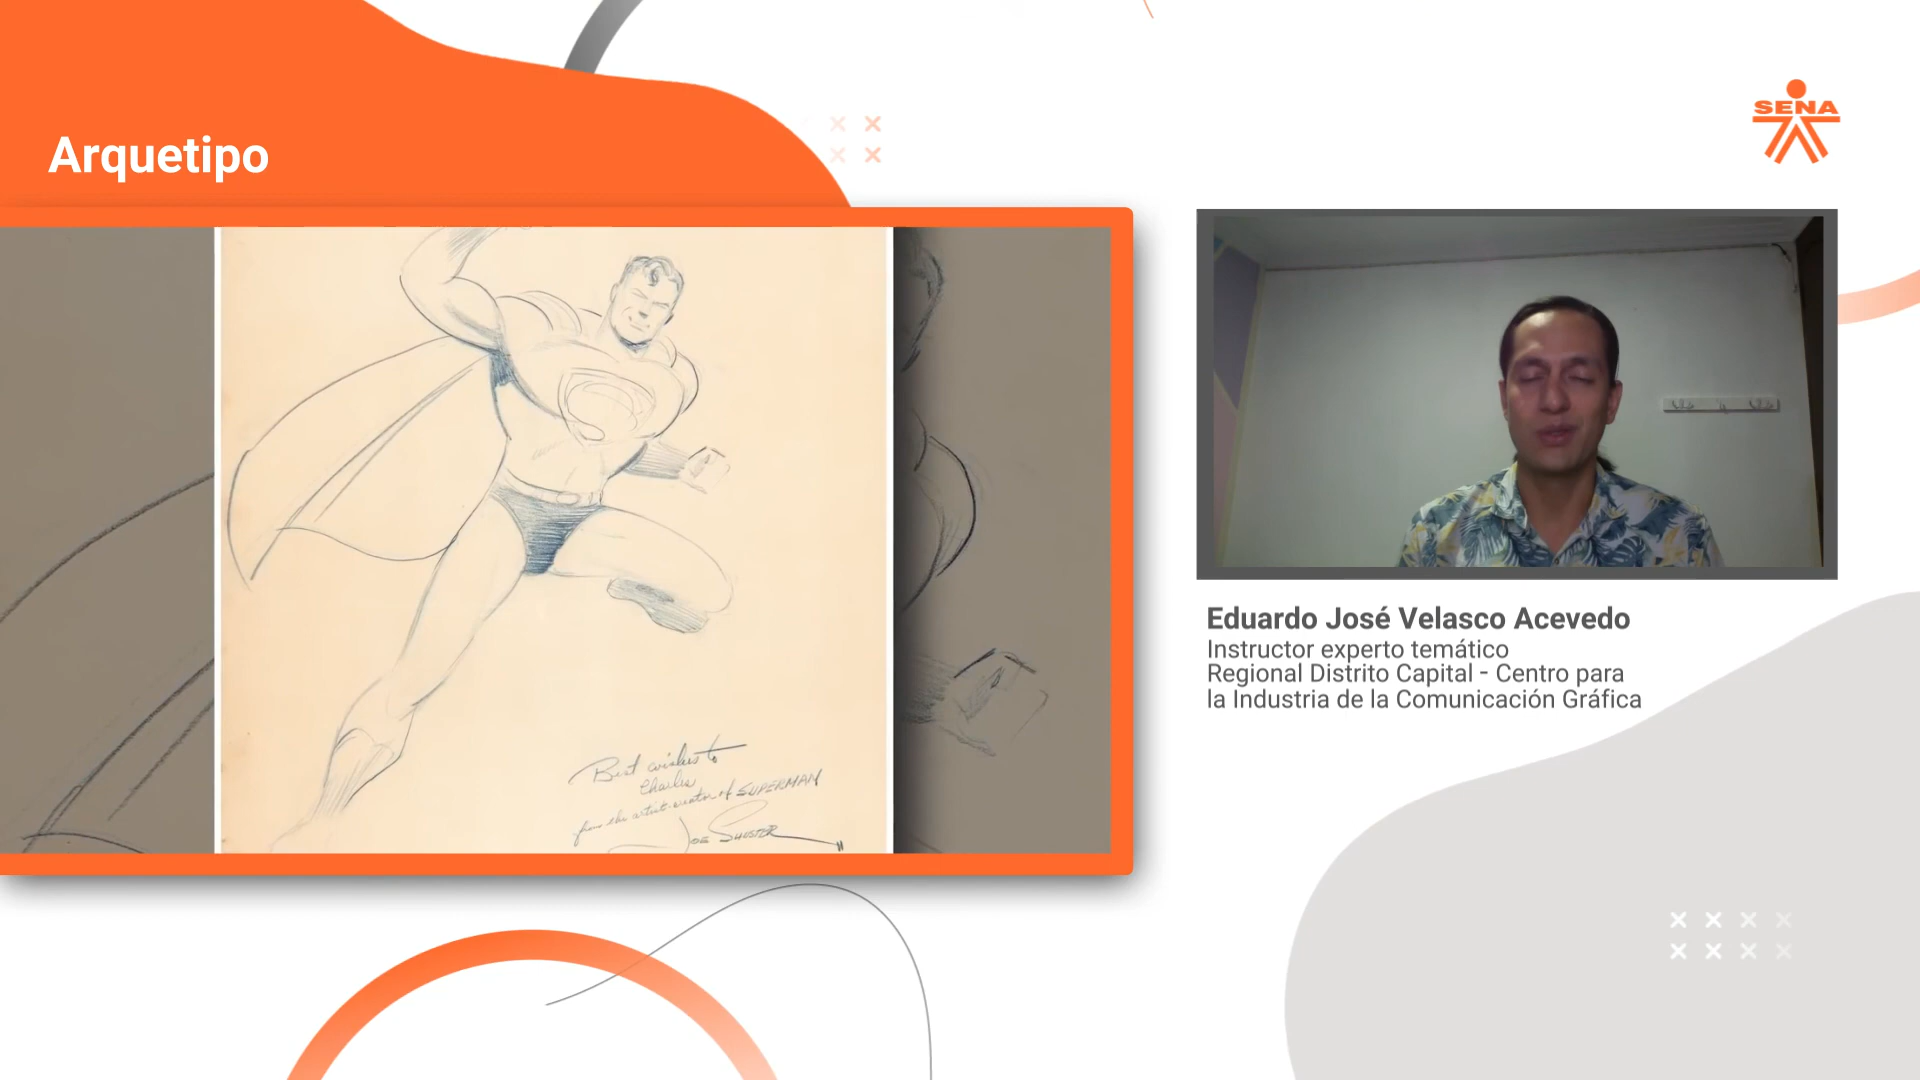 Arquetipo
SENA
Best wishes to
Charles
from the artist-creator of SUPERMAN
JOE SHUSTER
Eduardo José Velasco Acevedo
Instructor experto temático
Regional Distrito Capital - Centro para
la Industria de la Comunicación Gráfica